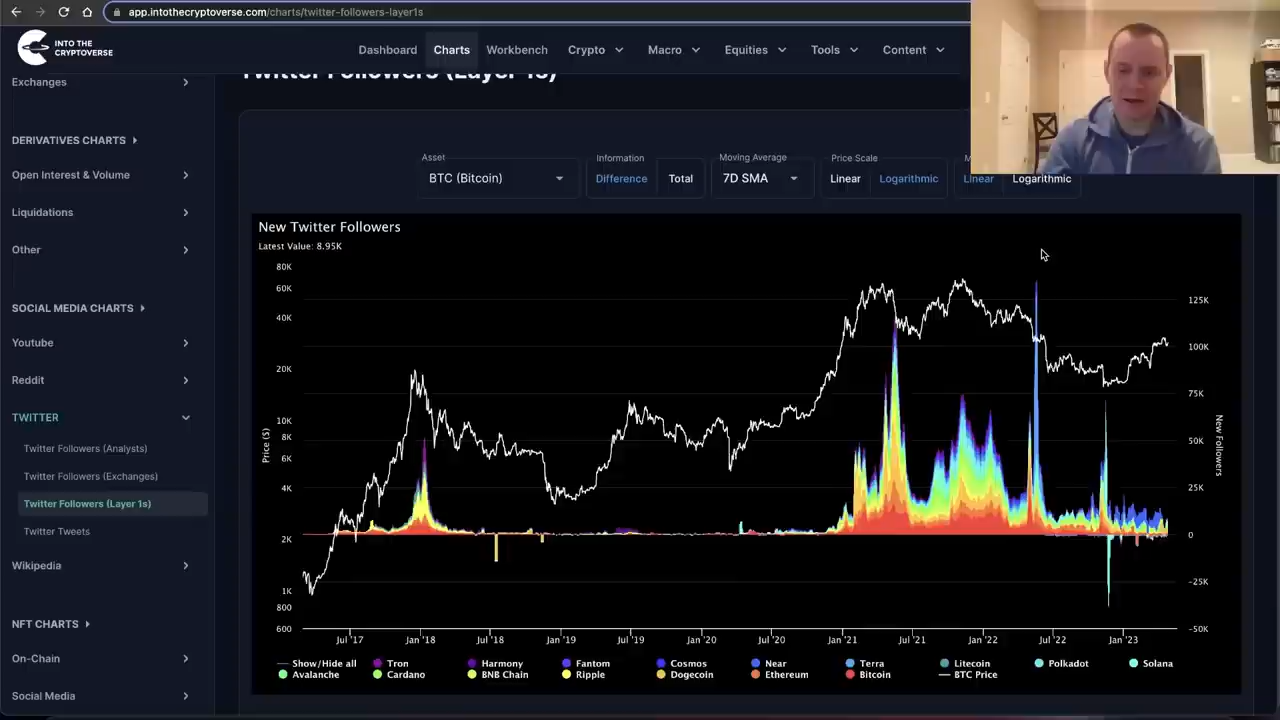 app.intothecryptoverse.com/charts/twitter-followers-layer1s
INTO THE
CRYPTOVERSE
Dashboard Charts Workbench Crypto Macro Equities Tools Content
Twitter Followers (Layer 1s)
Exchanges
DERIVATIVES CHARTS
Open Interest & Volume
Liquidations
Other
SOCIAL MEDIA CHARTS
Youtube
Reddit
TWITTER
Twitter Followers (Analysts)
Twitter Followers (Exchanges)
Twitter Followers (Layer 1s)
Twitter Tweets
Wikipedia
NFT CHARTS
On-Chain
Social Media
Asset Information Moving Average Price Scale
BTC (Bitcoin) Difference Total 7D SMA Linear Logarithmic Linear Logarithmic
New Twitter Followers
Latest Value: 8.95K
80K
60K
40K
20K
10K
8K
6K
4K
2K
1K
800
600
Price ($)
125K
100K
75K
50K
25K
0
-25K
-50K
New Followers
Jul '17 Jan '18 Jul '18 Jan '19 Jul '19 Jan '20 Jul '20 Jan '21 Jul '21 Jan '22 Jul '22 Jan '23
Show/Hide all Tron Harmony Fantom Cosmos Near Terra Litecoin Polkadot Solana
Avalanche Cardano BNB Chain Ripple Dogecoin Ethereum Bitcoin BTC Price